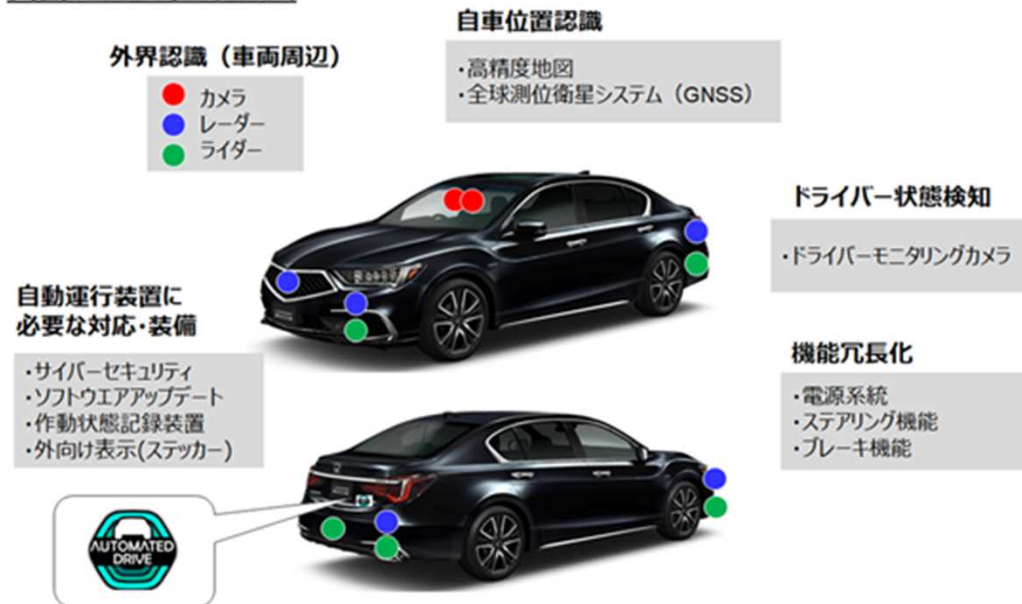 自車位置認識
・高精度地図
・全球測位衛星システム（GNSS）
外界認識（車両周辺）
カメラ
レーダー
ライダー
ドライバー状態検知
・ドライバーモニタリングカメラ
自動運行装置に
必要な対応・装備
・サイバーセキュリティ
・ソフトウエアアップデート
・作動状態記録装置
・外向け表示(ステッカー)
機能冗長化
・電源系統
・ステアリング機能
・ブレーキ機能
AUTOMATED
DRIVE